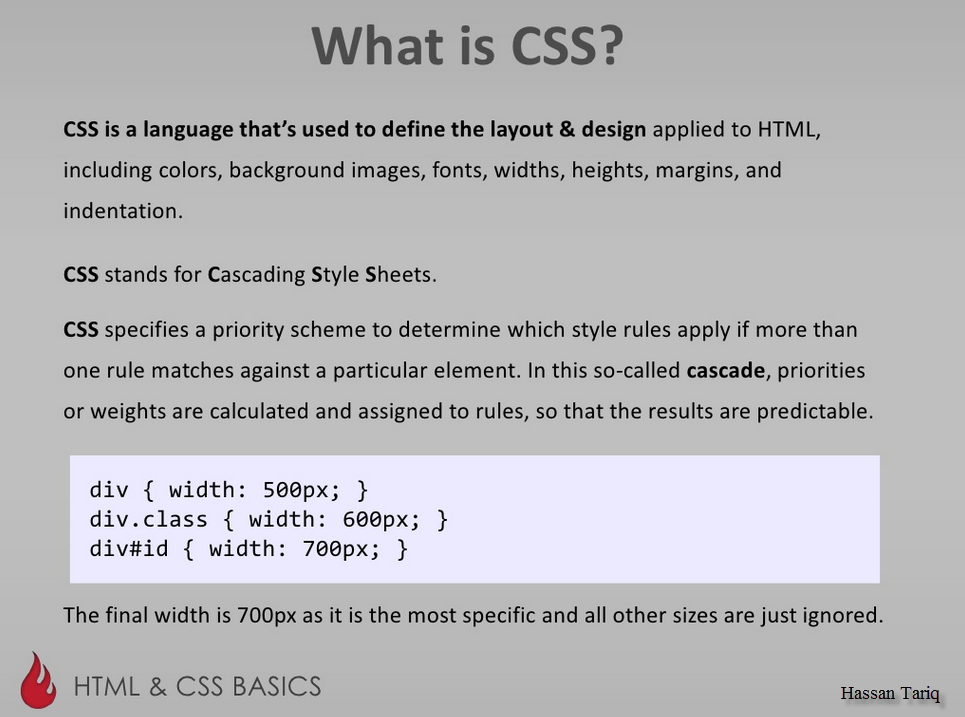 What is CSS?
CSS is a language that’s used to define the layout & design applied to HTML,
including colors, background images, fonts, widths, heights, margins, and
indentation.
CSS stands for Cascading Style Sheets.
CSS specifies a priority scheme to determine which style rules apply if more than
one rule matches against a particular element. In this so-called cascade, priorities
or weights are calculated and assigned to rules, so that the results are predictable.
div { width: 500px; }
div.class { width: 600px; }
div#id { width: 700px; }
The final width is 700px as it is the most specific and all other sizes are just ignored.
HTML & CSS BASICS
Hassan Tariq